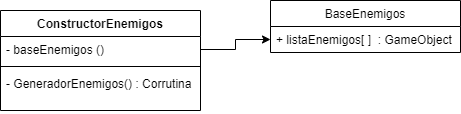 ConstructorEnemigos
- baseEnemigos ()
- GeneradorEnemigos() : Corrutina
BaseEnemigos
+ listaEnemigos[ ] : GameObject